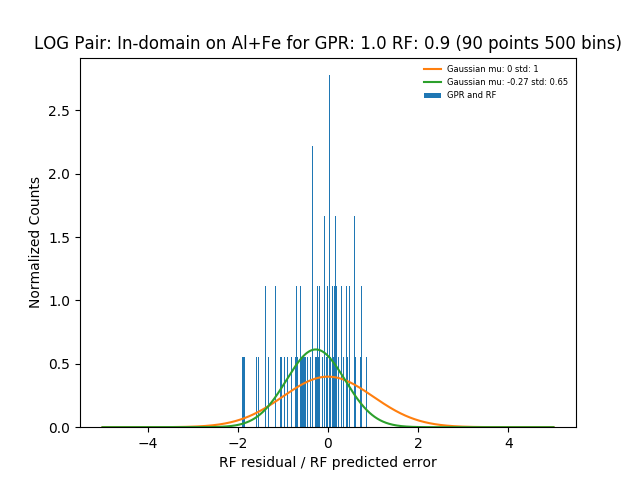 LOG Pair: In-domain on Al+Fe for GPR: 1.0 RF: 0.9 (90 points 500 bins)
Gaussian mu: 0 std: 1
Gaussian mu: -0.27 std: 0.65
GPR and RF
Normalized Counts
2.5
2.0
1.5
1.0
0.5
0.0
−4
−2
0
2
4
RF residual / RF predicted error